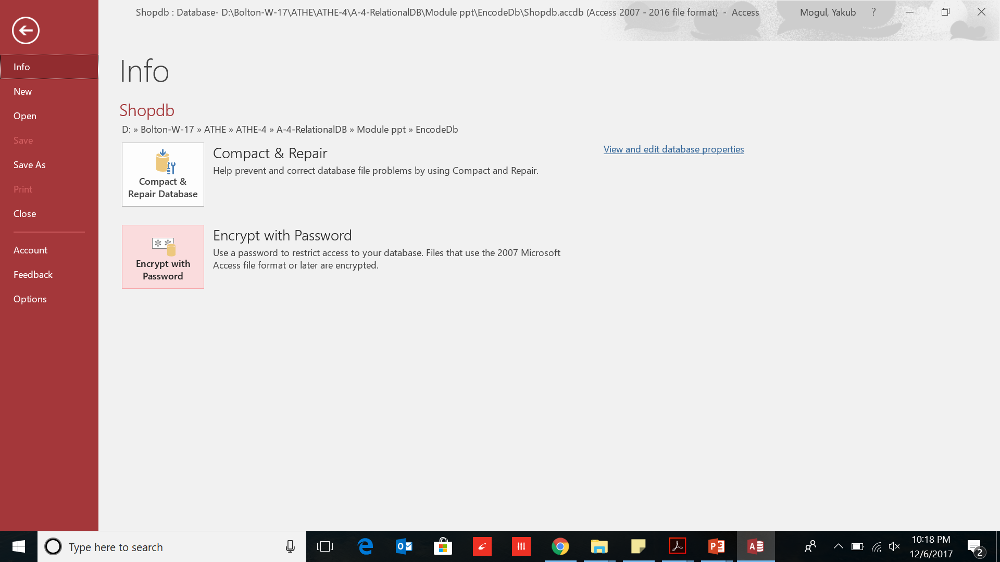 Shopdb : Database- D:\Bolton-W-17\ATHE\ATHE-4\A-4-RelationalDB\Module ppt\EncodeDb\Shopdb.accdb (Access 2007 - 2016 file format) - Access
Mogul, Yakub
?
Info
New
Open
Save
Save As
Print
Close
Account
Feedback
Options
Info
Shopdb
D: » Bolton-W-17 » ATHE » ATHE-4 » A-4-RelationalDB » Module ppt » EncodeDb
Compact &
Repair Database
Compact & Repair
Help prevent and correct database file problems by using Compact and Repair.
View and edit database properties
Encrypt with
Password
Encrypt with Password
Use a password to restrict access to your database. Files that use the 2007 Microsoft
Access file format or later are encrypted.
Type here to search
10:18 PM
12/6/2017
2